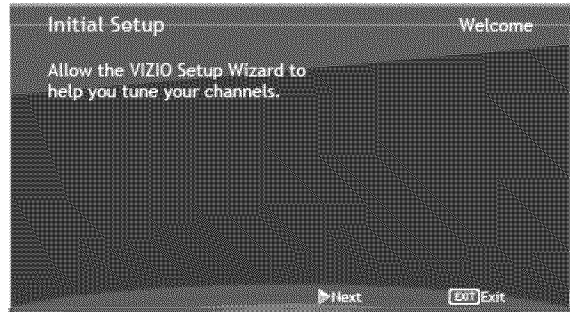 Initial Setup Welcome
Allow the VIZIO Setup Wizard to
help you tune your channels.
Next EXIT Exit